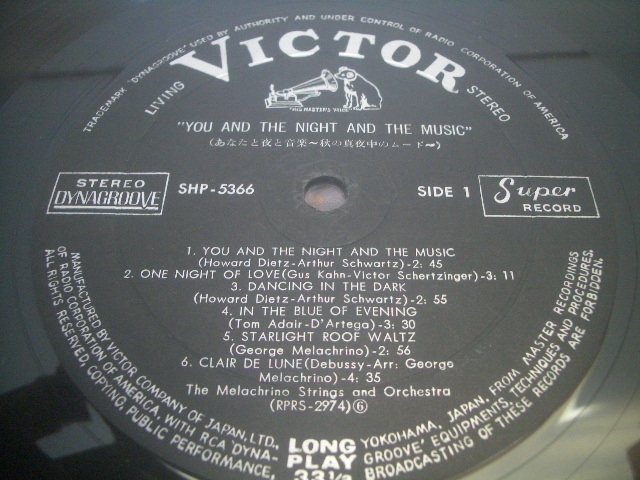 TRADEMARK "DYNAGROOVE" USED BY AUTHORITY AND UNDER CONTROL OF RADIO CORPORATION OF AMERICA
LIVING VICTOR STEREO
"HIS MASTER'S VOICE"
"YOU AND THE NIGHT AND THE MUSIC"
(あなたと夜と音楽〜秋の真夜中のムード〜)
STEREO
DYNAGROOVE
SHP-5366
SIDE 1
Super
RECORD
1. YOU AND THE NIGHT AND THE MUSIC
(Howard Dietz-Arthur Schwartz)-2: 45
2. ONE NIGHT OF LOVE(Gus Kahn-Victor Schertzinger)-3: 11
3. DANCING IN THE DARK
(Howard Dietz-Arthur Schwartz)-2: 55
4. IN THE BLUE OF EVENING
(Tom Adair-D'Artega)-3: 30
5. STARLIGHT ROOF WALTZ
(George Melachrino)-2: 56
6. CLAIR DE LUNE(Debussy-Arr: George
Melachrino)-4: 35
The Melachrino Strings and Orchestra
(RPRS-2974)⑥
MANUFACTURED BY VICTOR COMPANY OF JAPAN, LTD., YOKOHAMA, JAPAN, FROM MASTER RECORDINGS
OF RADIO CORPORATION OF AMERICA, WITH RCA 'DYNA-GROOVE' EQUIPMENTS, TECHNIQUES AND PROCEDURES.
ALL RIGHTS RESERVED, COPYING, PUBLIC PERFORMANCE, BROADCASTING OF THESE RECORDS ARE FORBIDDEN.
LONG
PLAY
33⅓